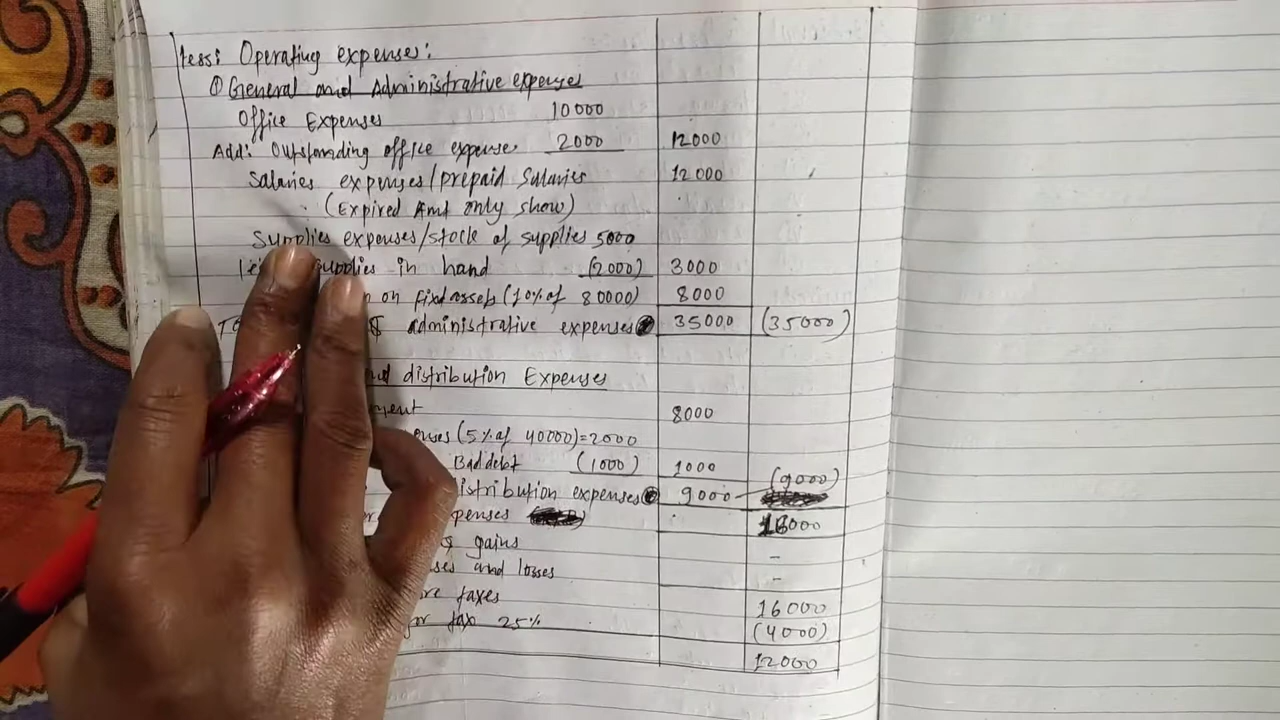 Less: Operating expenses:
① General and Administrative expenses
Office Expenses 10000
Add: Outstanding office expense. 2000 12000
Salaries expenses/prepaid Salaries 12000
(Expired Amt only show)
Supplies expenses/stock of supplies 5000
supplies in hand (2000) 3000
on fixed assets (10% of 80000) 8000
administrative expenses 35000 (35000)
distribution Expenses
8000
(5% of 40000)=2000
Bad debt (1000) 1000
distribution expenses 9000 (9000)
16000
gains -
and losses -
taxes 16000
for tax 25% (4000)
12000